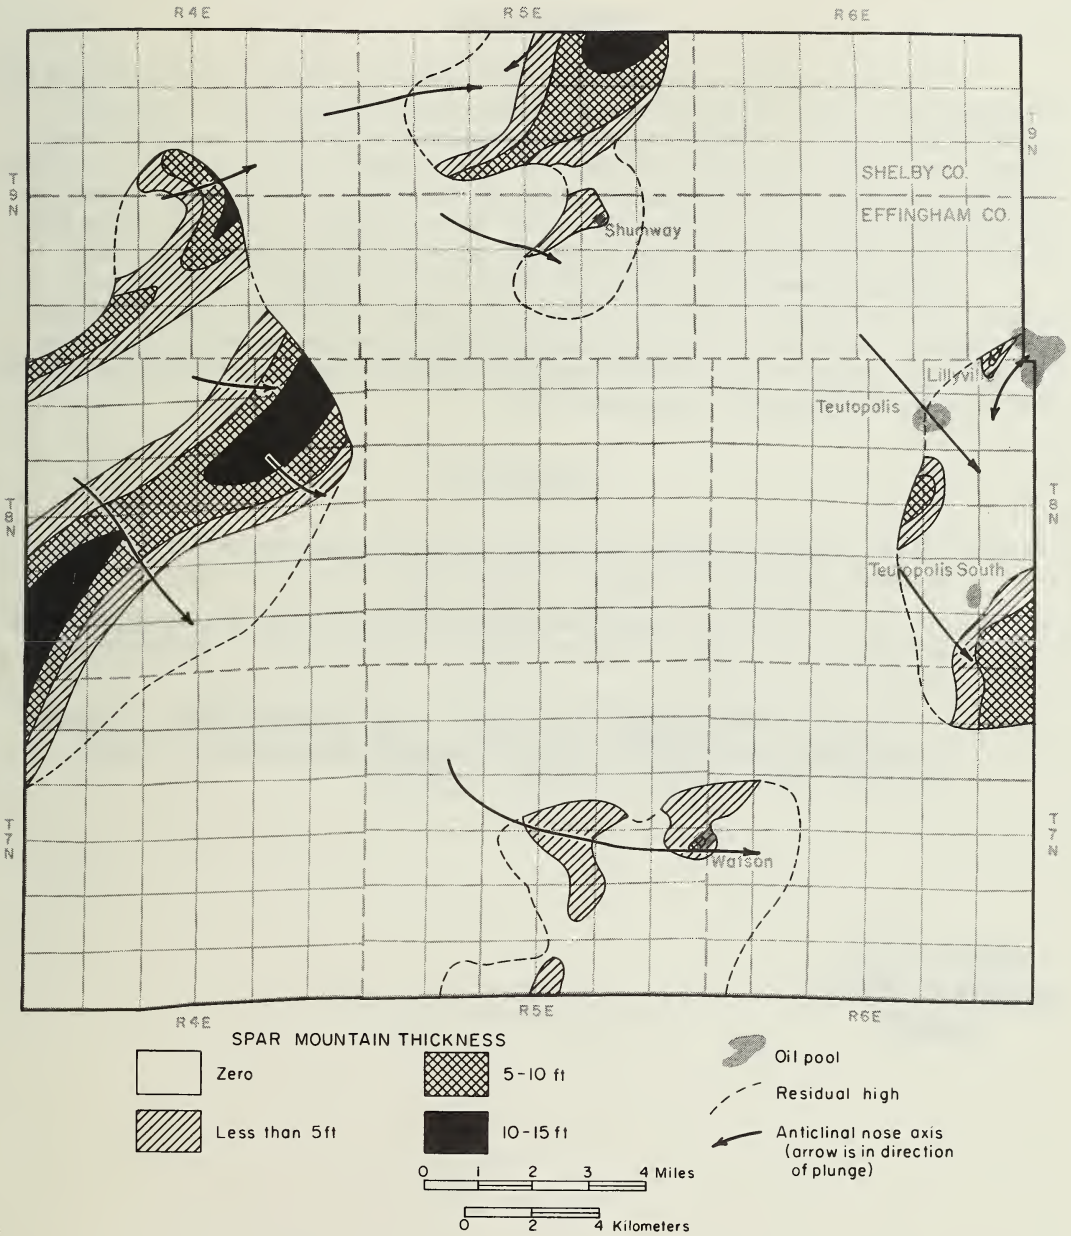 R4E R5E R6E
T9N
SHELBY CO.
T9N
EFFINGHAM CO.
Shumway
Lillyville
Teutopolis
T8N
T8N
Teutopolis South
T7N
T7N
Watson
R4E R5E R6E
SPAR MOUNTAIN THICKNESS
Zero
5-10 ft
Less than 5ft
10-15 ft
Oil pool
Residual high
Anticlinal nose axis
(arrow is in direction
of plunge)
0 1 2 3 4 Miles
0 2 4 Kilometers